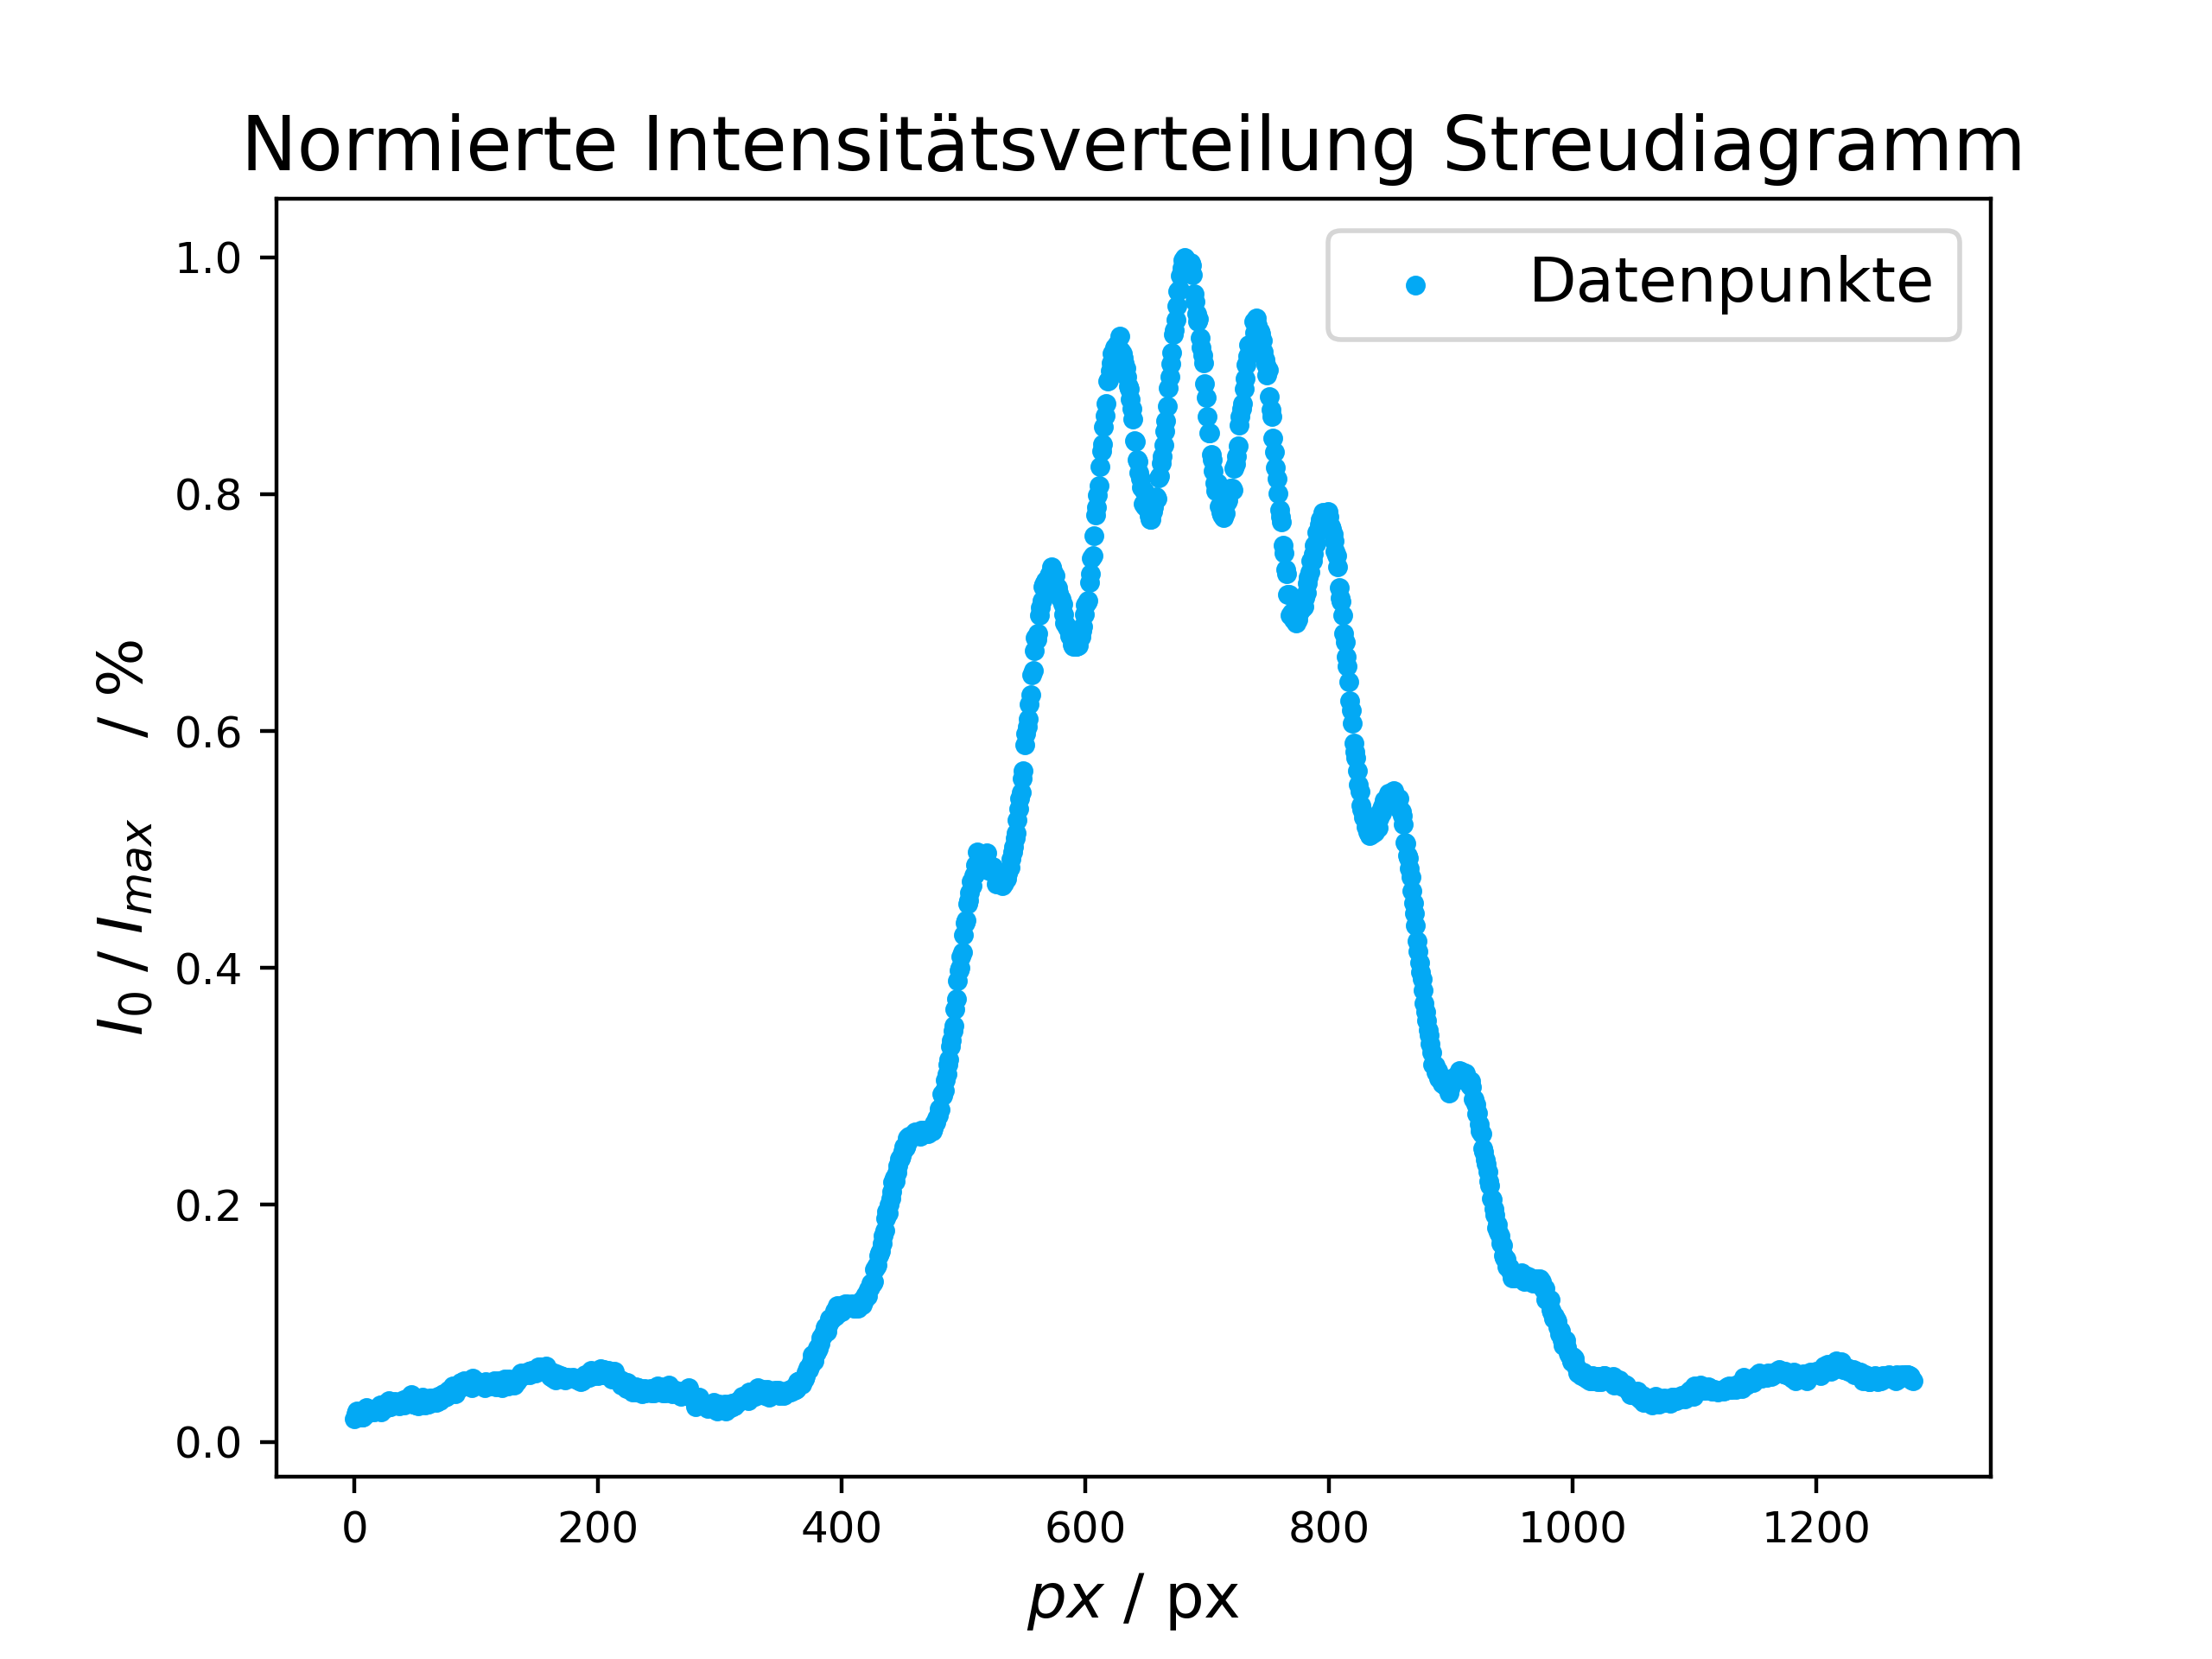 Normierte Intensitätsverteilung Streudiagramm
Datenpunkte
I₀ / Iₘₐₓ / %
1.0
0.8
0.6
0.4
0.2
0.0
0 200 400 600 800 1000 1200
px / px